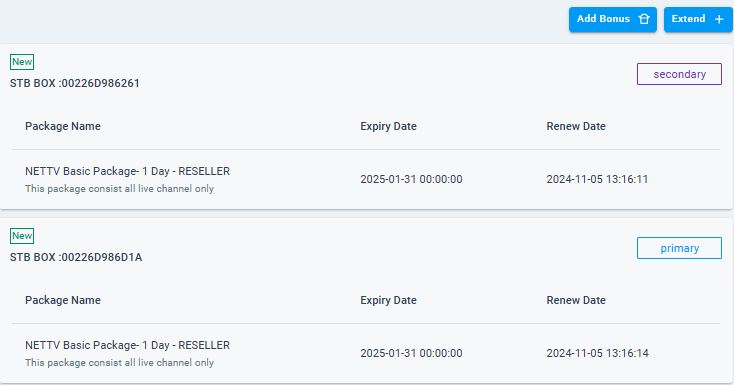 Add Bonus
Extend +
New
STB BOX :00226D986261
secondary
Package Name Expiry Date Renew Date
NETTV Basic Package- 1 Day - RESELLER
This package consist all live channel only
2025-01-31 00:00:00 2024-11-05 13:16:11
New
STB BOX :00226D986D1A
primary
Package Name Expiry Date Renew Date
NETTV Basic Package- 1 Day - RESELLER
This package consist all live channel only
2025-01-31 00:00:00 2024-11-05 13:16:14